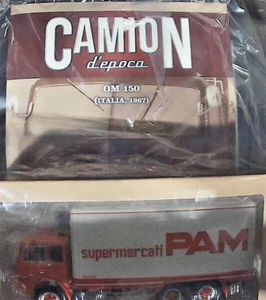 CAMION
d'epoca
OM 150
(ITALIA, 1967)
supermercati PAM